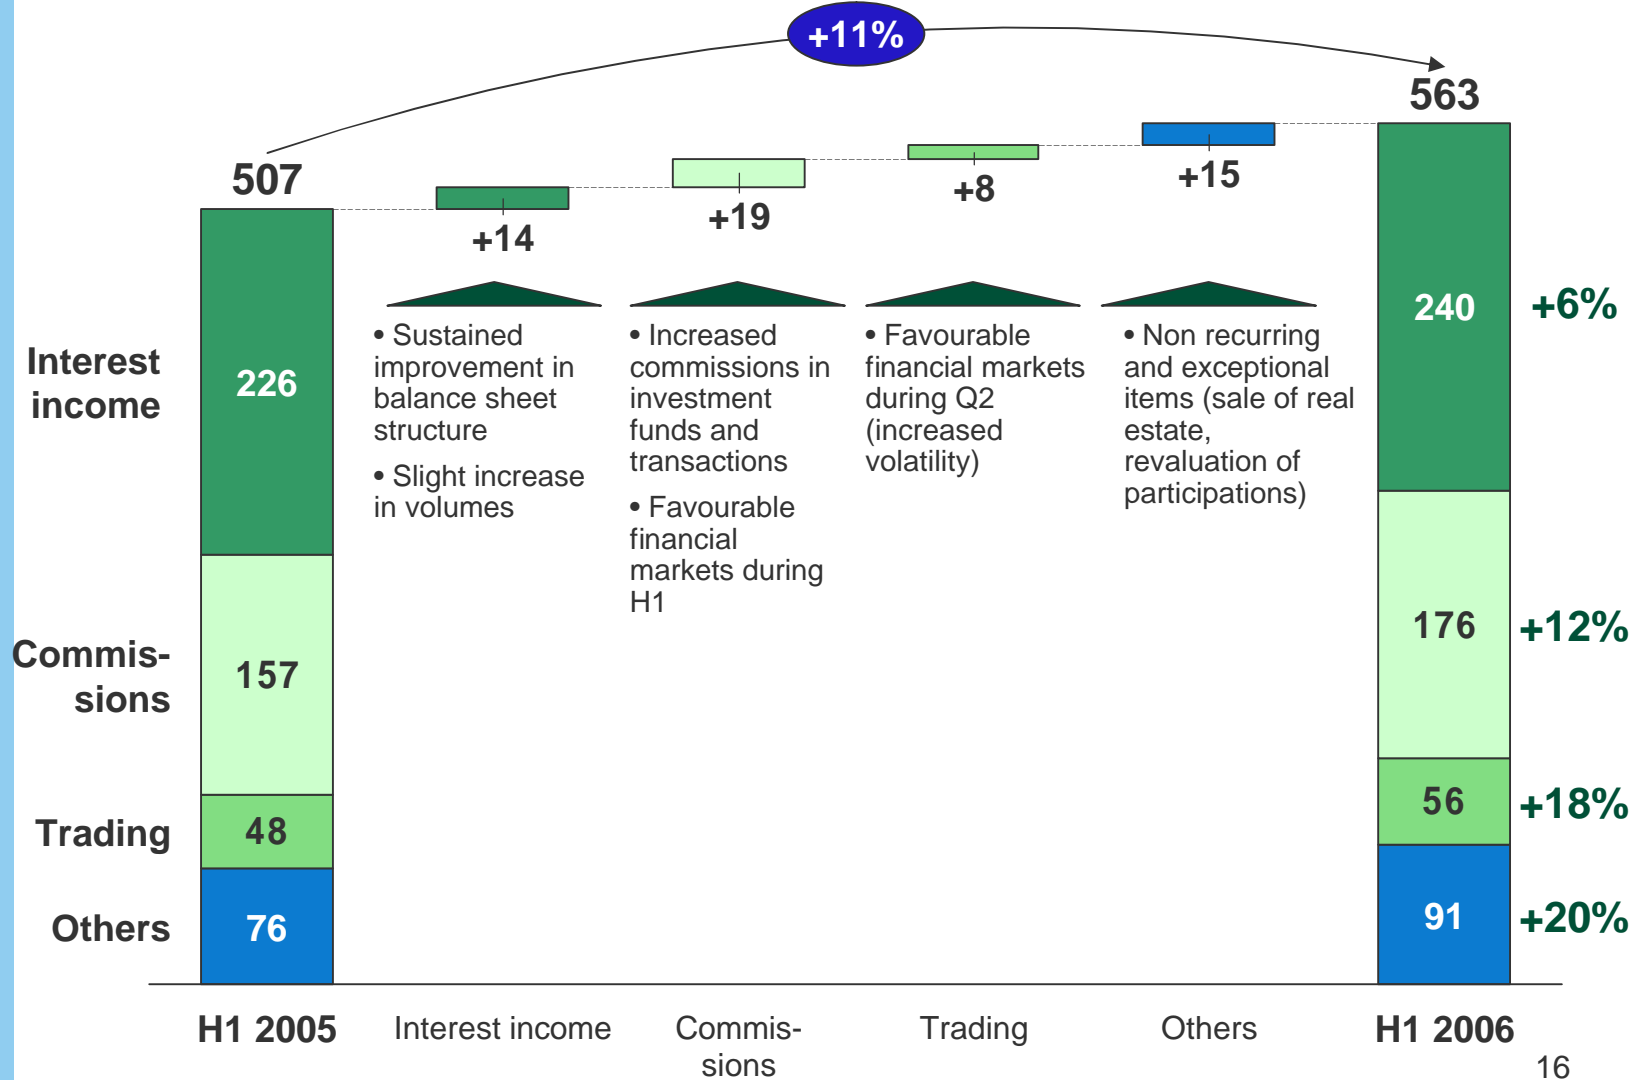 +11%
507
563
+14
+19
+8
+15
Interest
income
226
• Sustained
improvement in
balance sheet
structure
• Slight increase
in volumes
• Increased
commissions in
investment
funds and
transactions
• Favourable
financial
markets during
H1
• Favourable
financial markets
during Q2
(increased
volatility)
• Non recurring
and exceptional
items (sale of real
estate,
revaluation of
participations)
240
+6%
Commis-
sions
157
176
+12%
Trading
48
56
+18%
Others
76
91
+20%
H1 2005
Interest income
Commis-
sions
Trading
Others
H1 2006
16